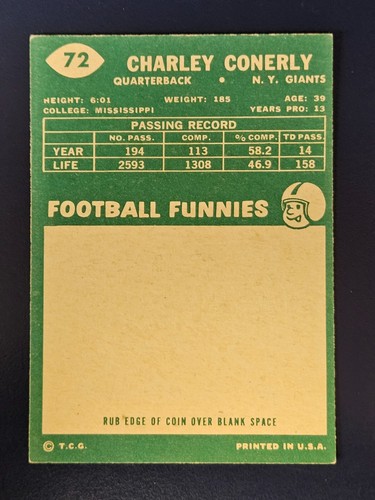 72 CHARLEY CONERLY
QUARTERBACK • N. Y. GIANTS
HEIGHT: 6:01 WEIGHT: 185 AGE: 39
COLLEGE: MISSISSIPPI YEARS PRO: 13
PASSING RECORD
NO. PASS. COMP. % COMP. TD PASS.
YEAR 194 113 58.2 14
LIFE 2593 1308 46.9 158
FOOTBALL FUNNIES
RUB EDGE OF COIN OVER BLANK SPACE
© T.C.G. PRINTED IN U.S.A.